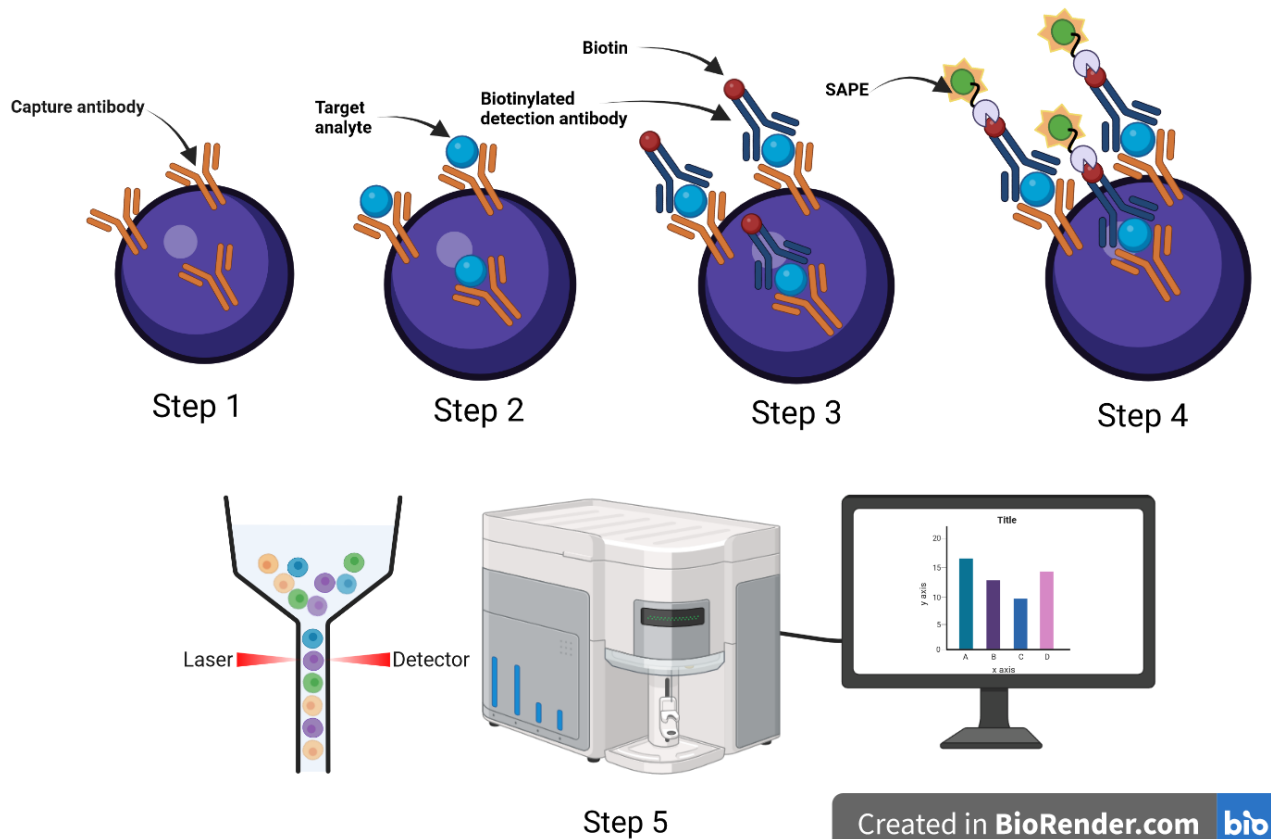 Capture antibody
Target
analyte
Biotin
Biotinylated
detection antibody
SAPE
Step 1
Step 2
Step 3
Step 4
Laser
Detector
Title
y axis
20
15
10
5
0
A B C D
x axis
Step 5
Created in BioRender.com bio